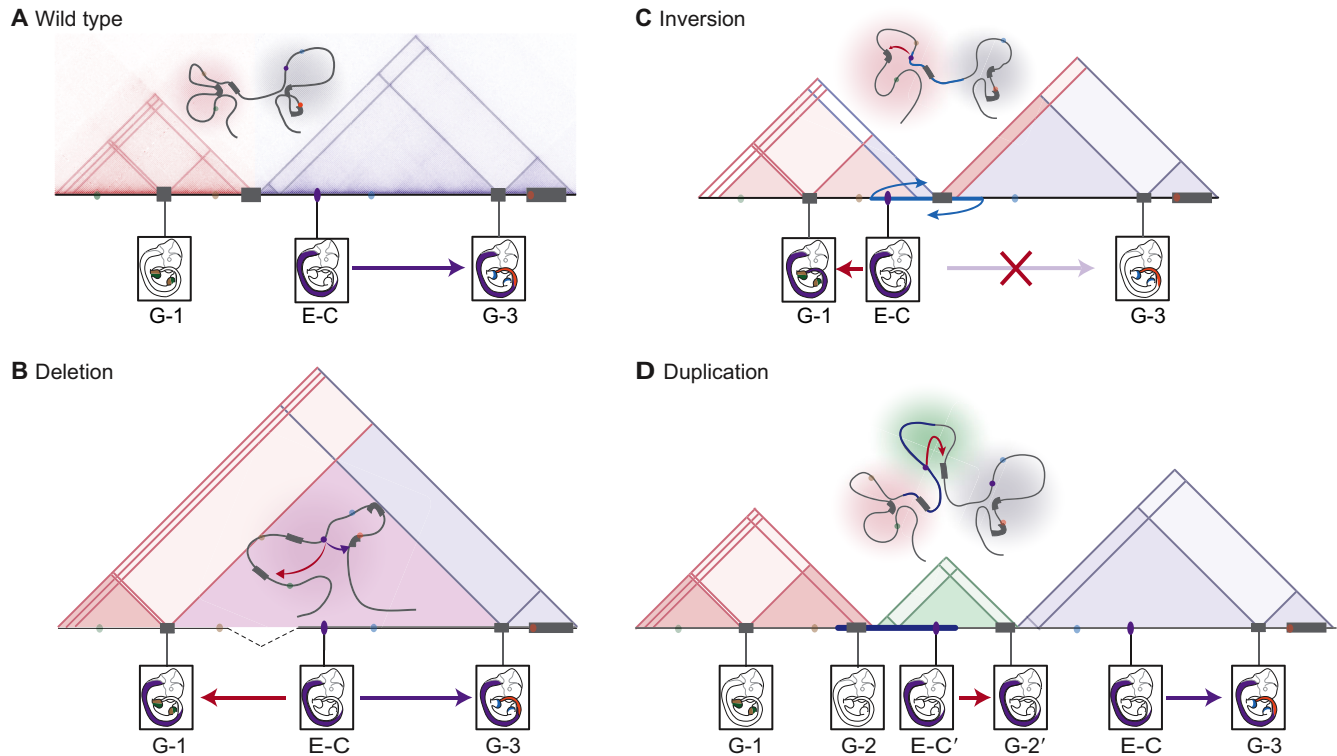 A Wild type
G-1
E-C
G-3
B Deletion
G-1
E-C
G-3
C Inversion
G-1
E-C
G-3
D Duplication
G-1
G-2
E-C′
G-2′
E-C
G-3